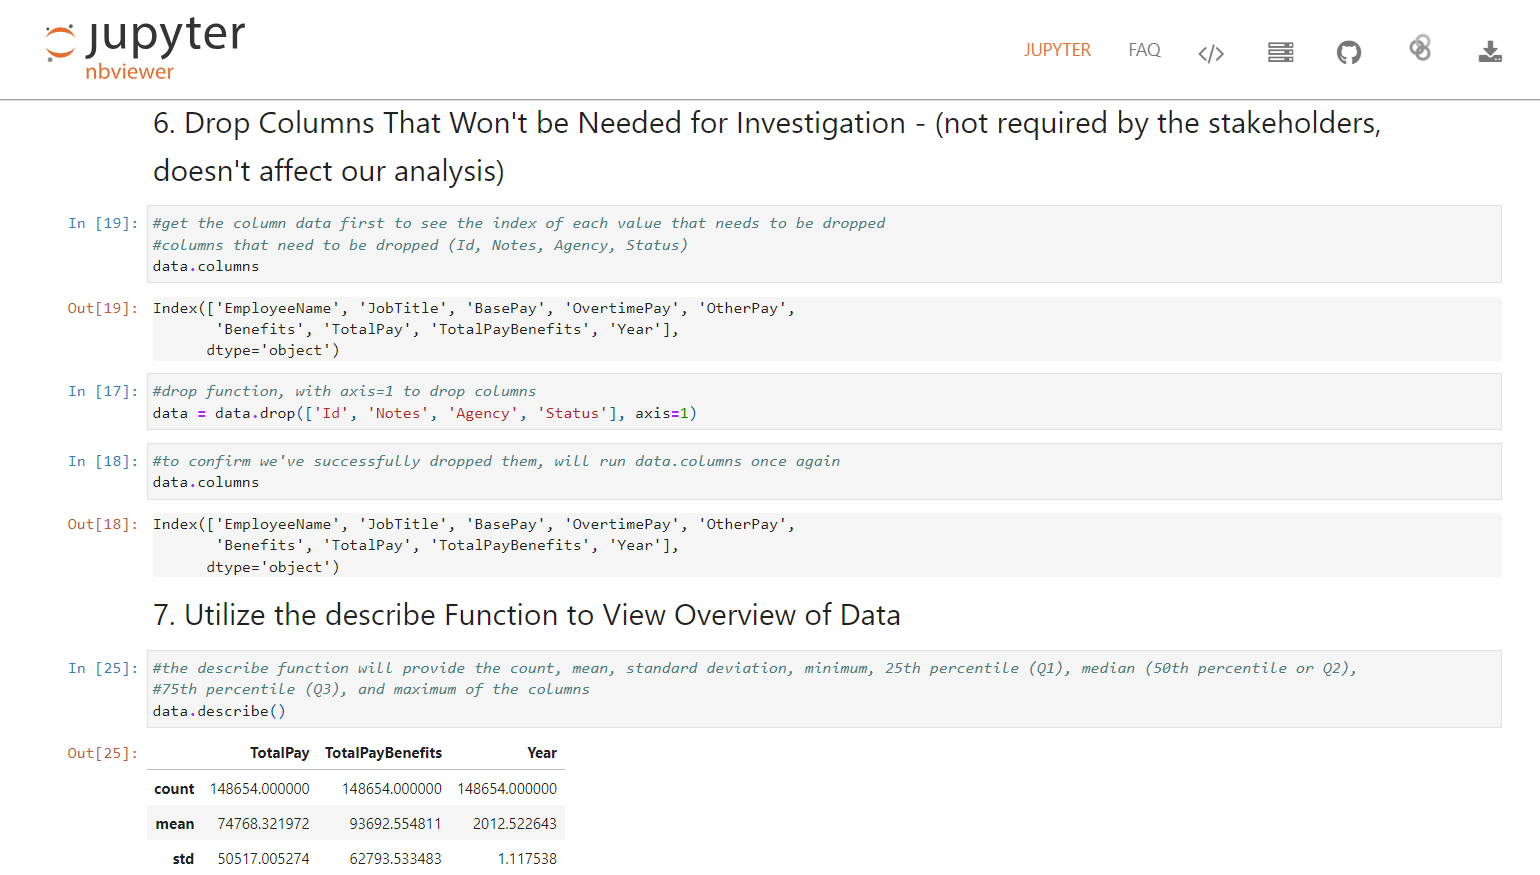 jupyter
nbviewer
JUPYTER FAQ </>
6. Drop Columns That Won't be Needed for Investigation - (not required by the stakeholders,
doesn't affect our analysis)
In [19]: #get the column data first to see the index of each value that needs to be dropped
#columns that need to be dropped (Id, Notes, Agency, Status)
data.columns
Out[19]: Index(['EmployeeName', 'JobTitle', 'BasePay', 'OvertimePay', 'OtherPay',
'Benefits', 'TotalPay', 'TotalPayBenefits', 'Year'],
dtype='object')
In [17]: #drop function, with axis=1 to drop columns
data = data.drop(['Id', 'Notes', 'Agency', 'Status'], axis=1)
In [18]: #to confirm we've successfully dropped them, will run data.columns once again
data.columns
Out[18]: Index(['EmployeeName', 'JobTitle', 'BasePay', 'OvertimePay', 'OtherPay',
'Benefits', 'TotalPay', 'TotalPayBenefits', 'Year'],
dtype='object')
7. Utilize the describe Function to View Overview of Data
In [25]: #the describe function will provide the count, mean, standard deviation, minimum, 25th percentile (Q1), median (50th percentile or Q2),
#75th percentile (Q3), and maximum of the columns
data.describe()
Out[25]: TotalPay TotalPayBenefits Year
count 148654.000000 148654.000000 148654.000000
mean 74768.321972 93692.554811 2012.522643
std 50517.005274 62793.533483 1.117538